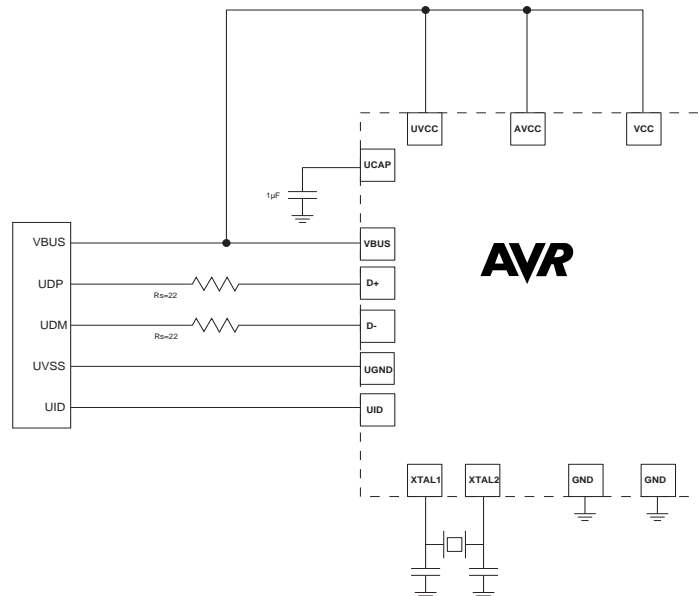 UVCC
AVCC
VCC
UCAP
1µF
VBUS
VBUS
UDP
Rs=22
D+
UDM
Rs=22
D-
UVSS
UGND
UID
UID
AVR
XTAL1
XTAL2
GND
GND